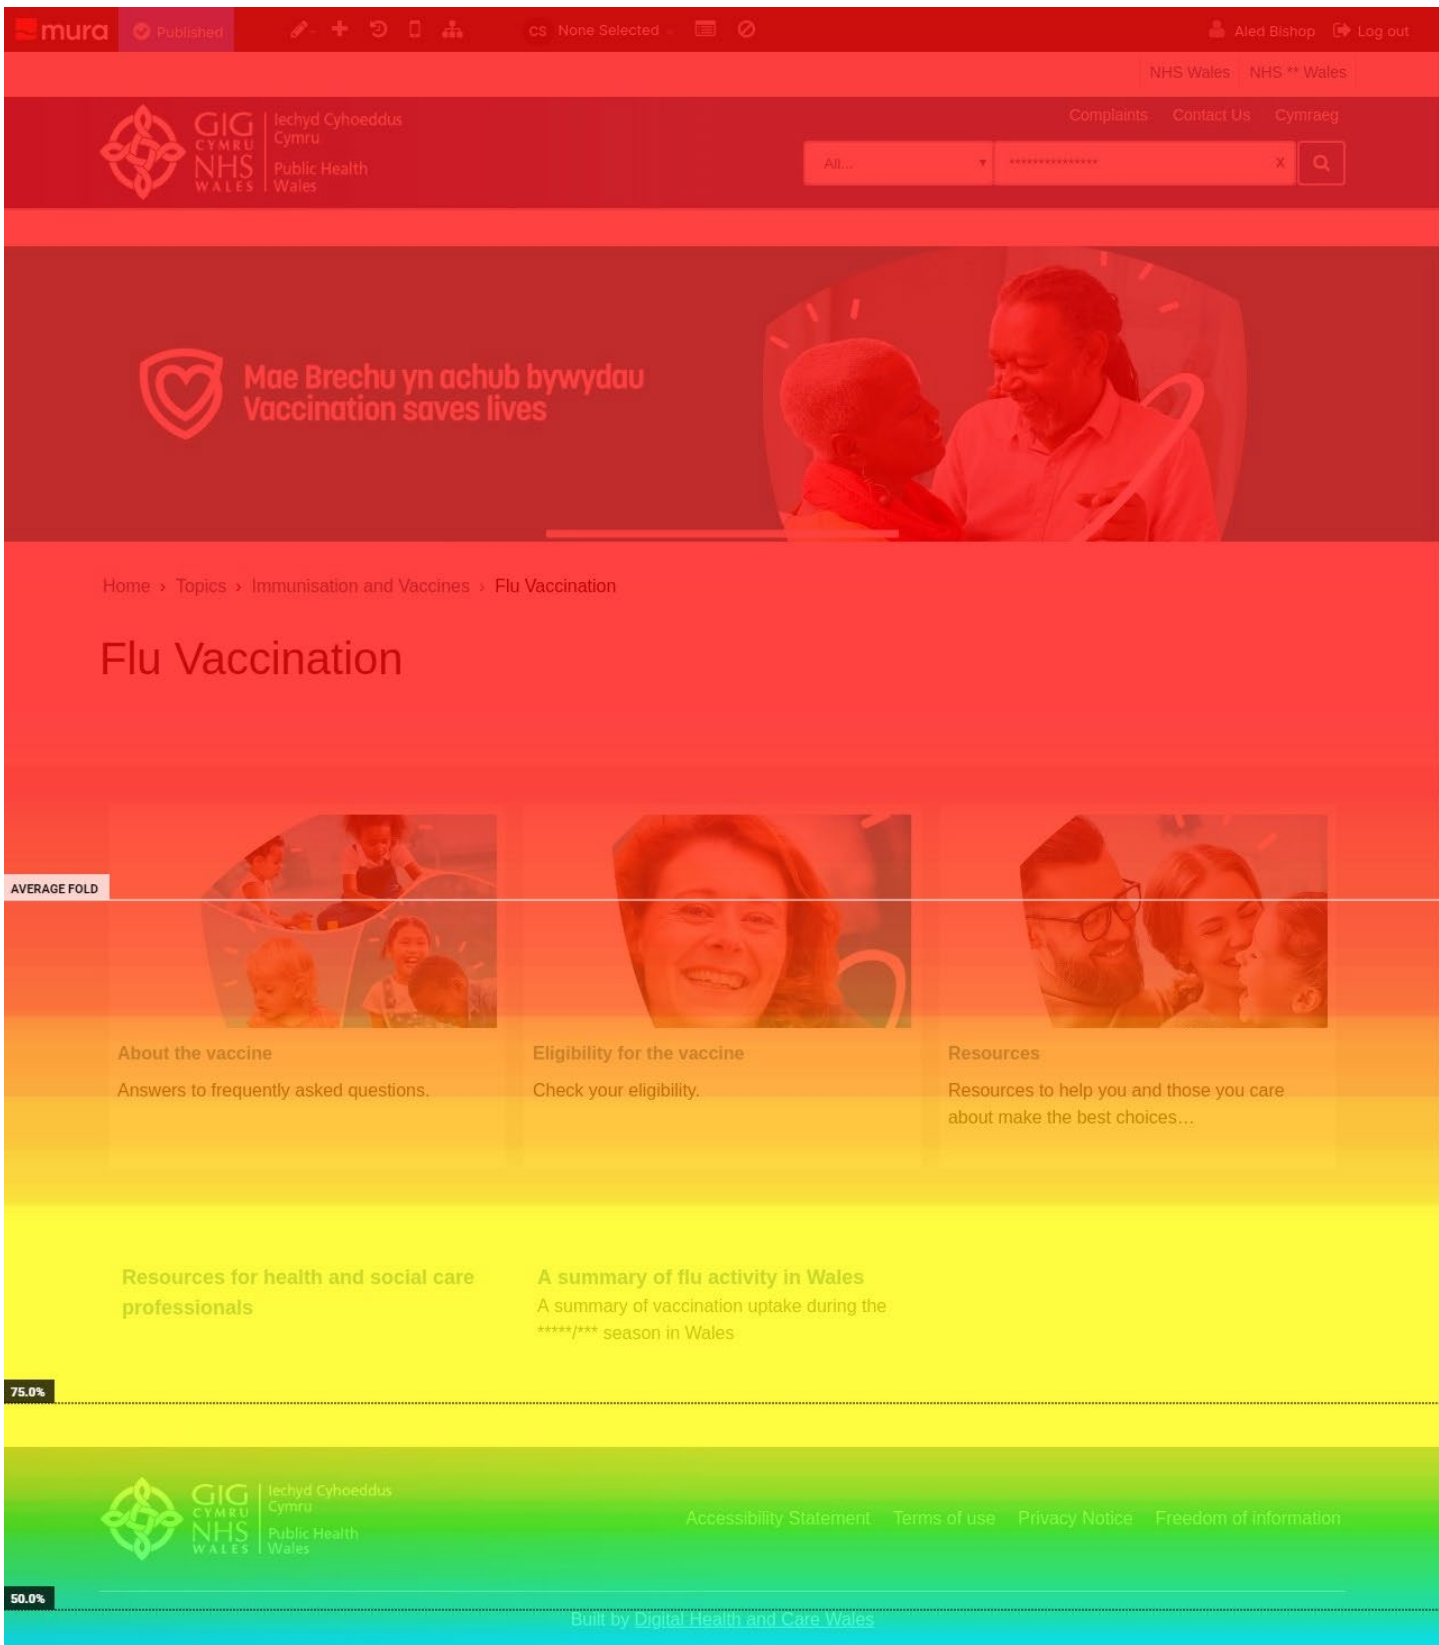 mura Published CS None Selected Aled Bishop Log out
NHS Wales NHS ** Wales
Complaints Contact Us Cymraeg
GIG
CYMRU
NHS
WALES
Iechyd Cyhoeddus
Cymru
Public Health
Wales
All... *************** X
Mae Brechu yn achub bywydau
Vaccination saves lives
Home › Topics › Immunisation and Vaccines › Flu Vaccination
Flu Vaccination
AVERAGE FOLD
About the vaccine
Answers to frequently asked questions.
Eligibility for the vaccine
Check your eligibility.
Resources
Resources to help you and those you care
about make the best choices…
Resources for health and social care
professionals
A summary of flu activity in Wales
A summary of vaccination uptake during the
*****/*** season in Wales
75.0%
GIG
CYMRU
NHS
WALES
Iechyd Cyhoeddus
Cymru
Public Health
Wales
Accessibility Statement Terms of use Privacy Notice Freedom of information
50.0%
Built by Digital Health and Care Wales